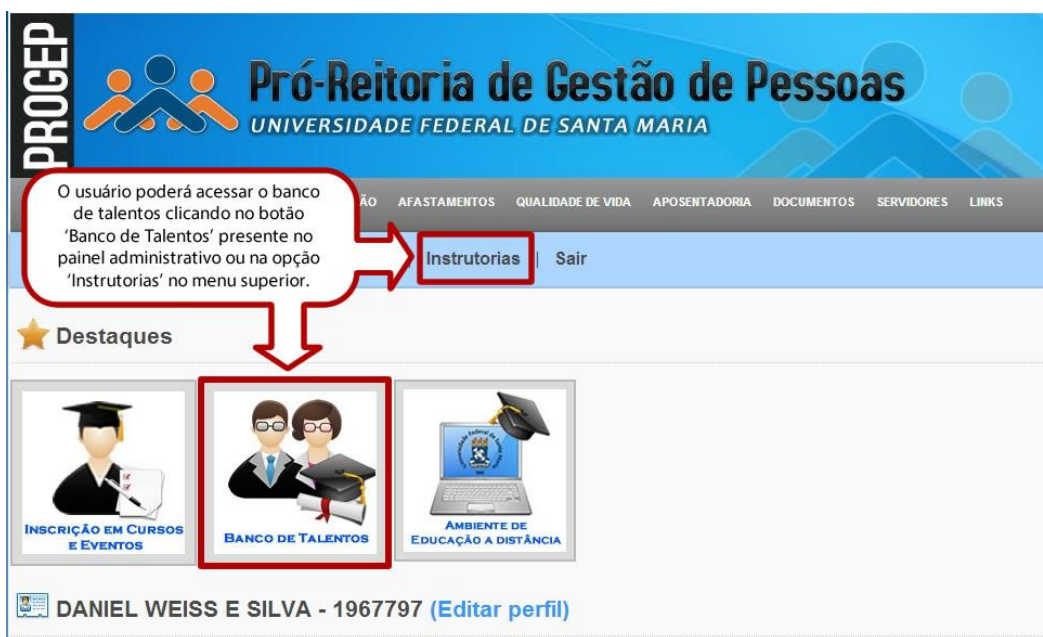 PROGEP
Pró-Reitoria de Gestão de Pessoas
UNIVERSIDADE FEDERAL DE SANTA MARIA
O usuário poderá acessar o banco
de talentos clicando no botão
‘Banco de Talentos’ presente no
painel administrativo ou na opção
‘Instrutorias’ no menu superior.
AFASTAMENTOS QUALIDADE DE VIDA APOSENTADORIA DOCUMENTOS SERVIDORES LINKS
Instrutorias | Sair
Destaques
INSCRIÇÃO EM CURSOS
E EVENTOS
BANCO DE TALENTOS
AMBIENTE DE
EDUCAÇÃO A DISTÂNCIA
DANIEL WEISS E SILVA - 1967797 (Editar perfil)